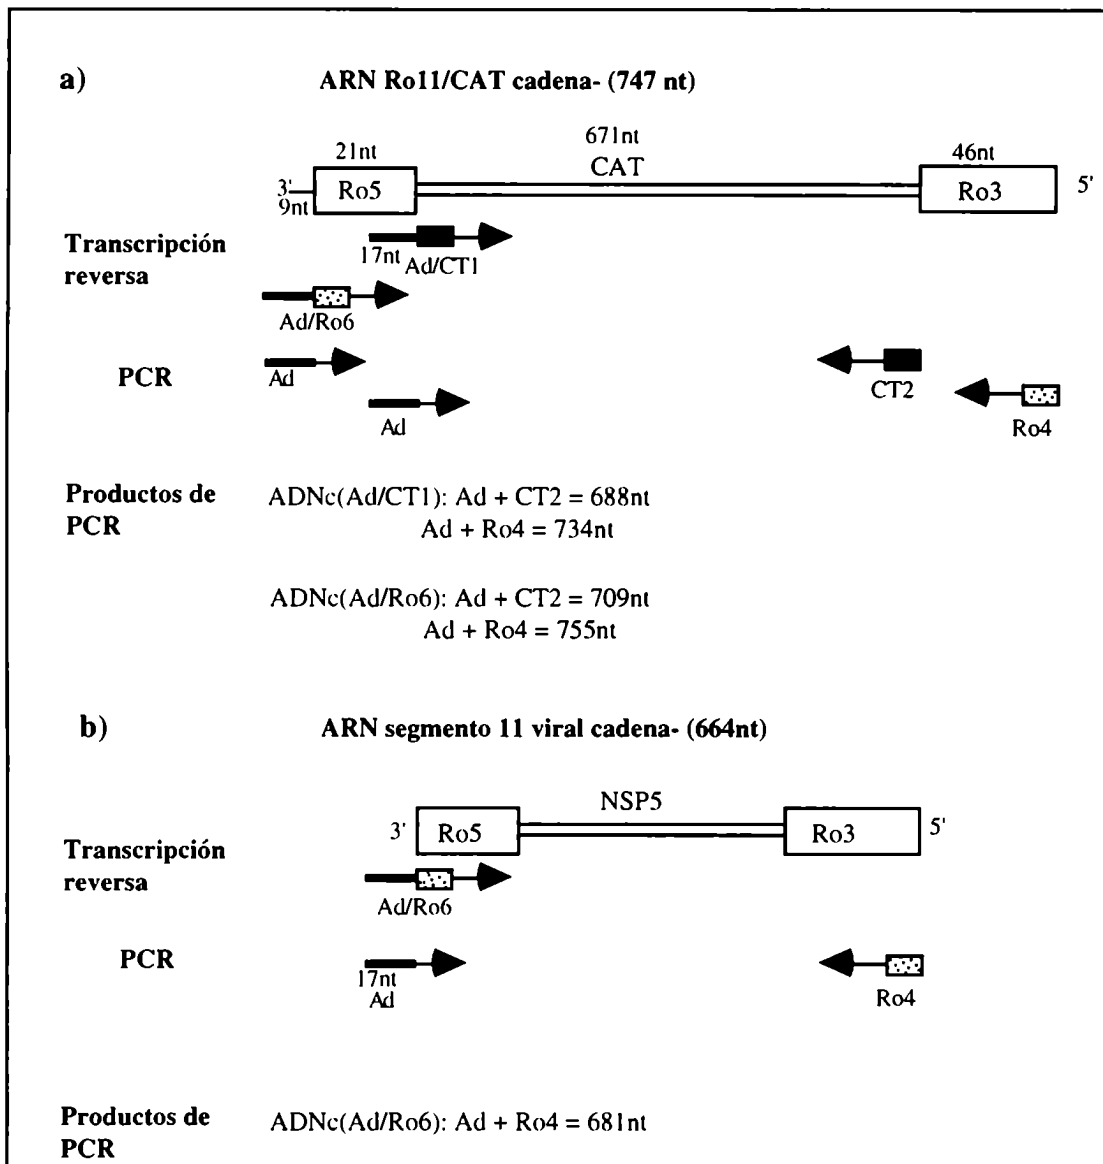 a) ARN Ro11/CAT cadena- (747 nt)
671nt
21nt CAT 46nt
3' Ro5 Ro3 5'
9nt
Transcripción
reversa
17nt Ad/CT1
Ad/Ro6
PCR
Ad
CT2
Ad
Ro4
Productos de
PCR
ADNc(Ad/CT1): Ad + CT2 = 688nt
Ad + Ro4 = 734nt
ADNc(Ad/Ro6): Ad + CT2 = 709nt
Ad + Ro4 = 755nt
b) ARN segmento 11 viral cadena- (664nt)
NSP5
3' Ro5 Ro3 5'
Transcripción
reversa
Ad/Ro6
PCR
17nt
Ad
Ro4
Productos de
PCR
ADNc(Ad/Ro6): Ad + Ro4 = 681nt